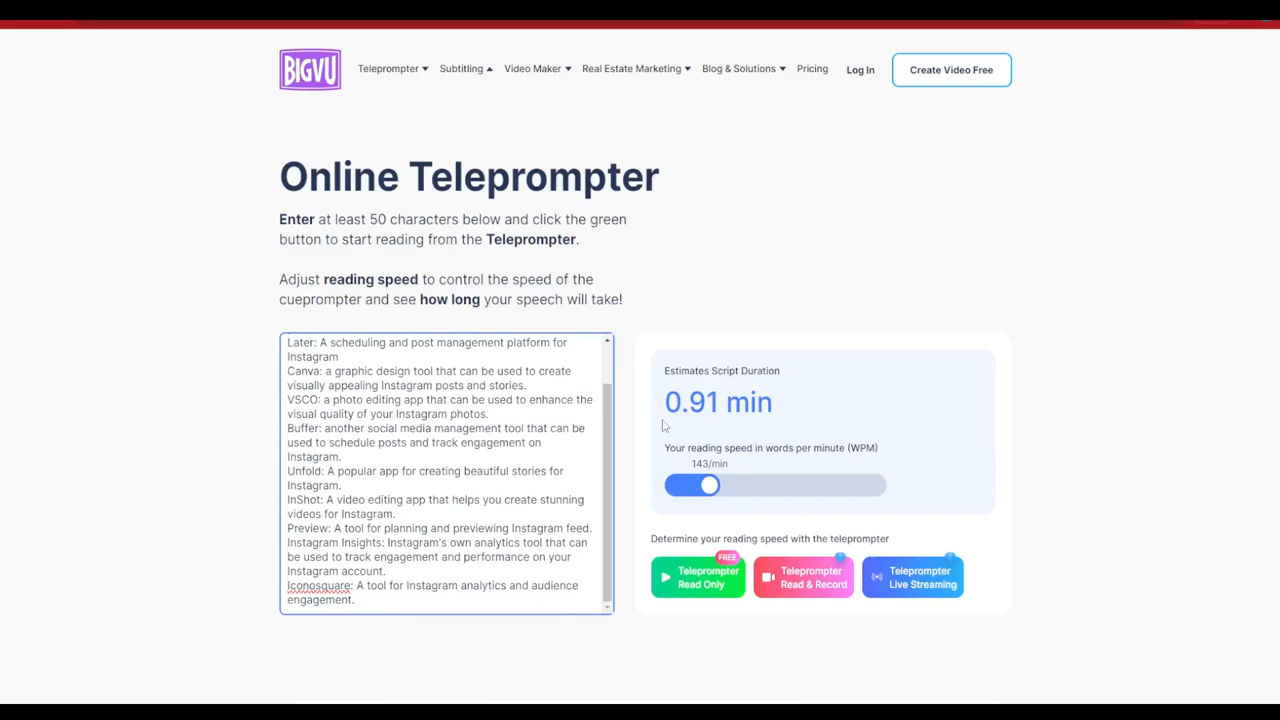 BIGVU
Teleprompter
Subtitling
Video Maker
Real Estate Marketing
Blog & Solutions
Pricing
Log In
Create Video Free
Online Teleprompter
Enter at least 50 characters below and click the green
button to start reading from the Teleprompter.
Adjust reading speed to control the speed of the
cueprompter and see how long your speech will take!
Later: A scheduling and post management platform for
Instagram
Canva: a graphic design tool that can be used to create
visually appealing Instagram posts and stories.
VSCO: a photo editing app that can be used to enhance the
visual quality of your Instagram photos.
Buffer: another social media management tool that can be
used to schedule posts and track engagement on
Instagram.
Unfold: A popular app for creating beautiful stories for
Instagram.
InShot: A video editing app that helps you create stunning
videos for Instagram.
Preview: A tool for planning and previewing Instagram feed.
Instagram Insights: Instagram's own analytics tool that can
be used to track engagement and performance on your
Instagram account.
Iconosquare: A tool for Instagram analytics and audience
engagement.
Estimates Script Duration
0.91 min
Your reading speed in words per minute (WPM)
143/min
Determine your reading speed with the teleprompter
FREE
Teleprompter
Read Only
Teleprompter
Read & Record
Teleprompter
Live Streaming